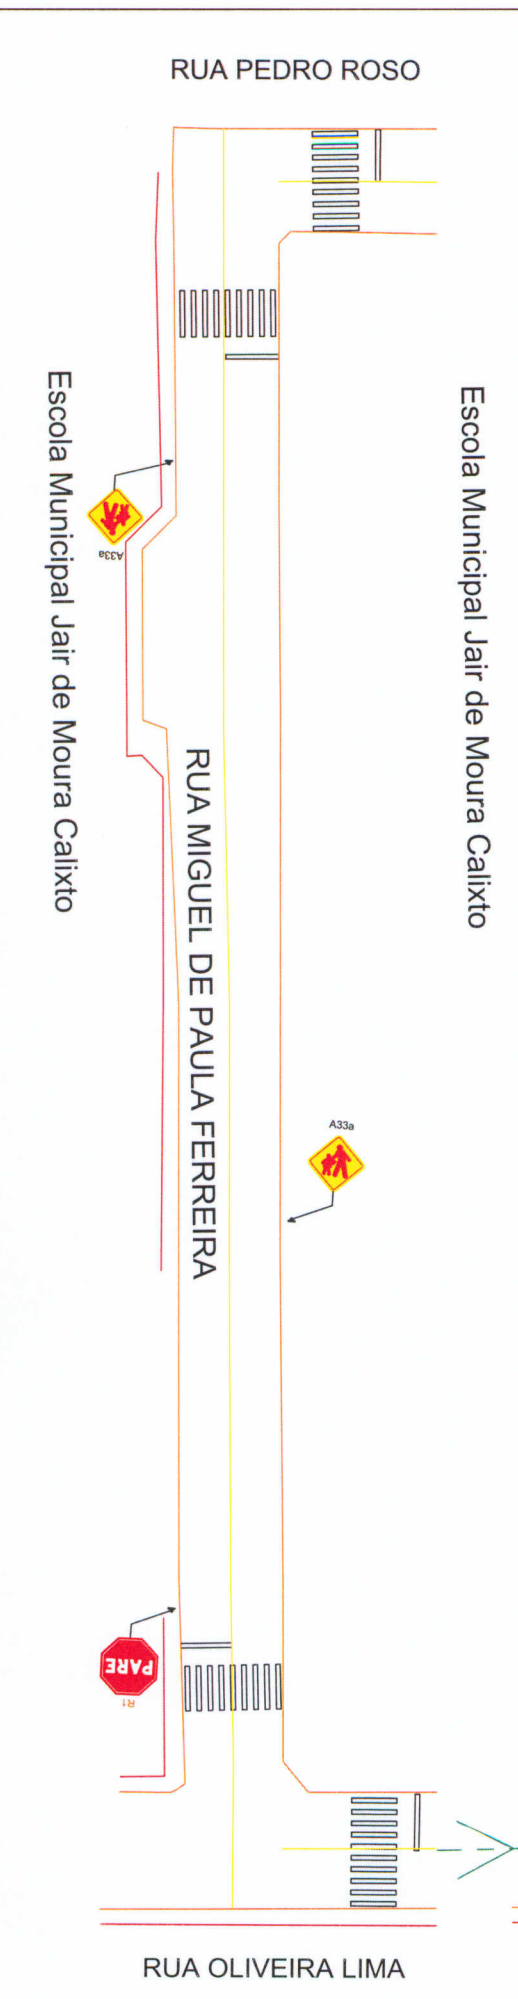 RUA PEDRO ROSO
Escola Municipal Jair de Moura Calixto
Escola Municipal Jair de Moura Calixto
A33a
RUA MIGUEL DE PAULA FERREIRA
A33a
PARE
R1
RUA OLIVEIRA LIMA